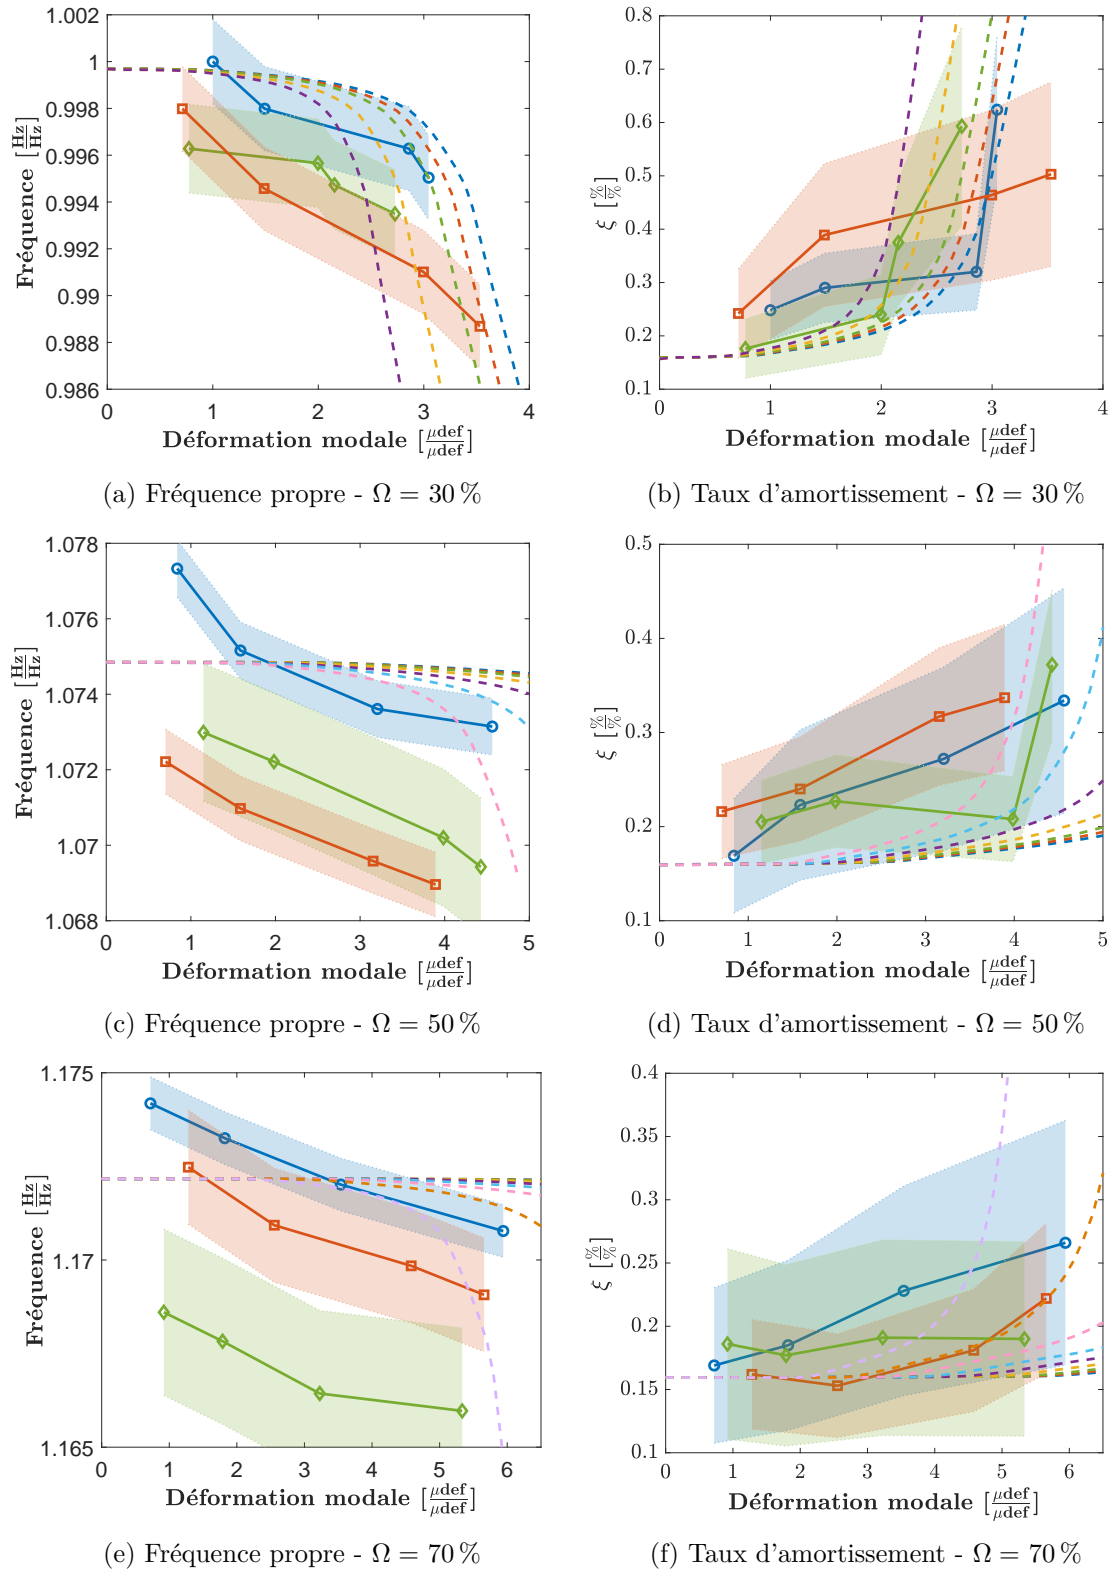 1.002
1
0.998
0.996
0.994
0.992
0.99
0.988
0.986
Fréquence [Hz/Hz]
0 1 2 3 4
Déformation modale [μdef/μdef]
(a) Fréquence propre - Ω = 30 %
0.8
0.7
0.6
0.5
0.4
0.3
0.2
0.1
ξ [%/%]
0 1 2 3 4
Déformation modale [μdef/μdef]
(b) Taux d'amortissement - Ω = 30 %
1.078
1.076
1.074
1.072
1.07
1.068
Fréquence [Hz/Hz]
0 1 2 3 4 5
Déformation modale [μdef/μdef]
(c) Fréquence propre - Ω = 50 %
0.5
0.4
0.3
0.2
0.1
ξ [%/%]
0 1 2 3 4 5
Déformation modale [μdef/μdef]
(d) Taux d'amortissement - Ω = 50 %
1.175
1.17
1.165
Fréquence [Hz/Hz]
0 1 2 3 4 5 6
Déformation modale [μdef/μdef]
(e) Fréquence propre - Ω = 70 %
0.4
0.35
0.3
0.25
0.2
0.15
0.1
ξ [%/%]
0 1 2 3 4 5 6
Déformation modale [μdef/μdef]
(f) Taux d'amortissement - Ω = 70 %